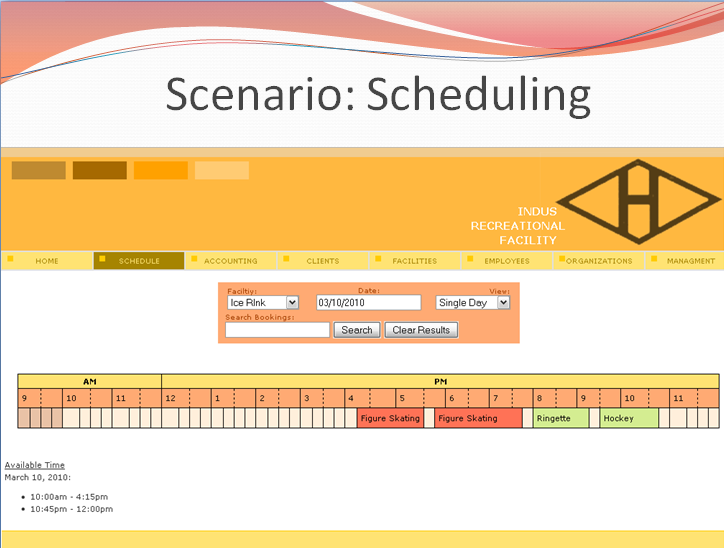 Scenario: Scheduling
INDUS
RECREATIONAL
FACILITY
H
HOME SCHEDULE ACCOUNTING CLIENTS FACILITIES EMPLOYEES ORGANIZATIONS MANAGMENT
Faciltiy: Date: View:
Ice RInk 03/10/2010 Single Day
Search Bookings:
Search Clear Results
AM PM
9 10 11 12 1 2 3 4 5 6 7 8 9 10 11
Figure Skating Figure Skating Ringette Hockey
Available Time
March 10, 2010:
• 10:00am - 4:15pm
• 10:45pm - 12:00pm